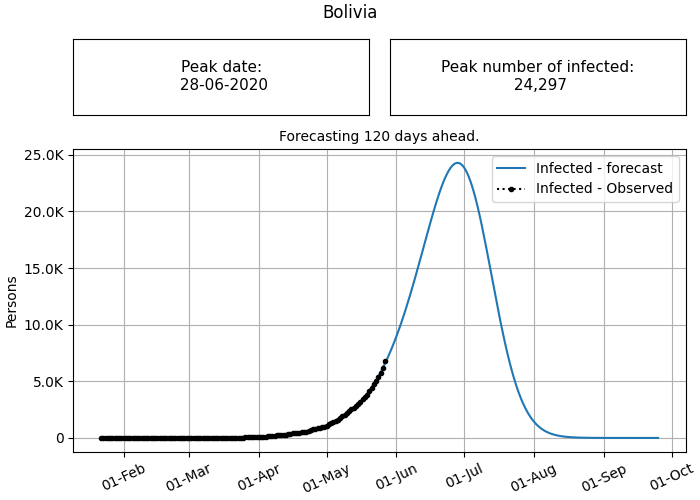 Bolivia
Peak date:
28-06-2020
Peak number of infected:
24,297
Forecasting 120 days ahead.
25.0K
20.0K
15.0K
10.0K
5.0K
0
Persons
Infected - forecast
Infected - Observed
01-Feb
01-Mar
01-Apr
01-May
01-Jun
01-Jul
01-Aug
01-Sep
01-Oct